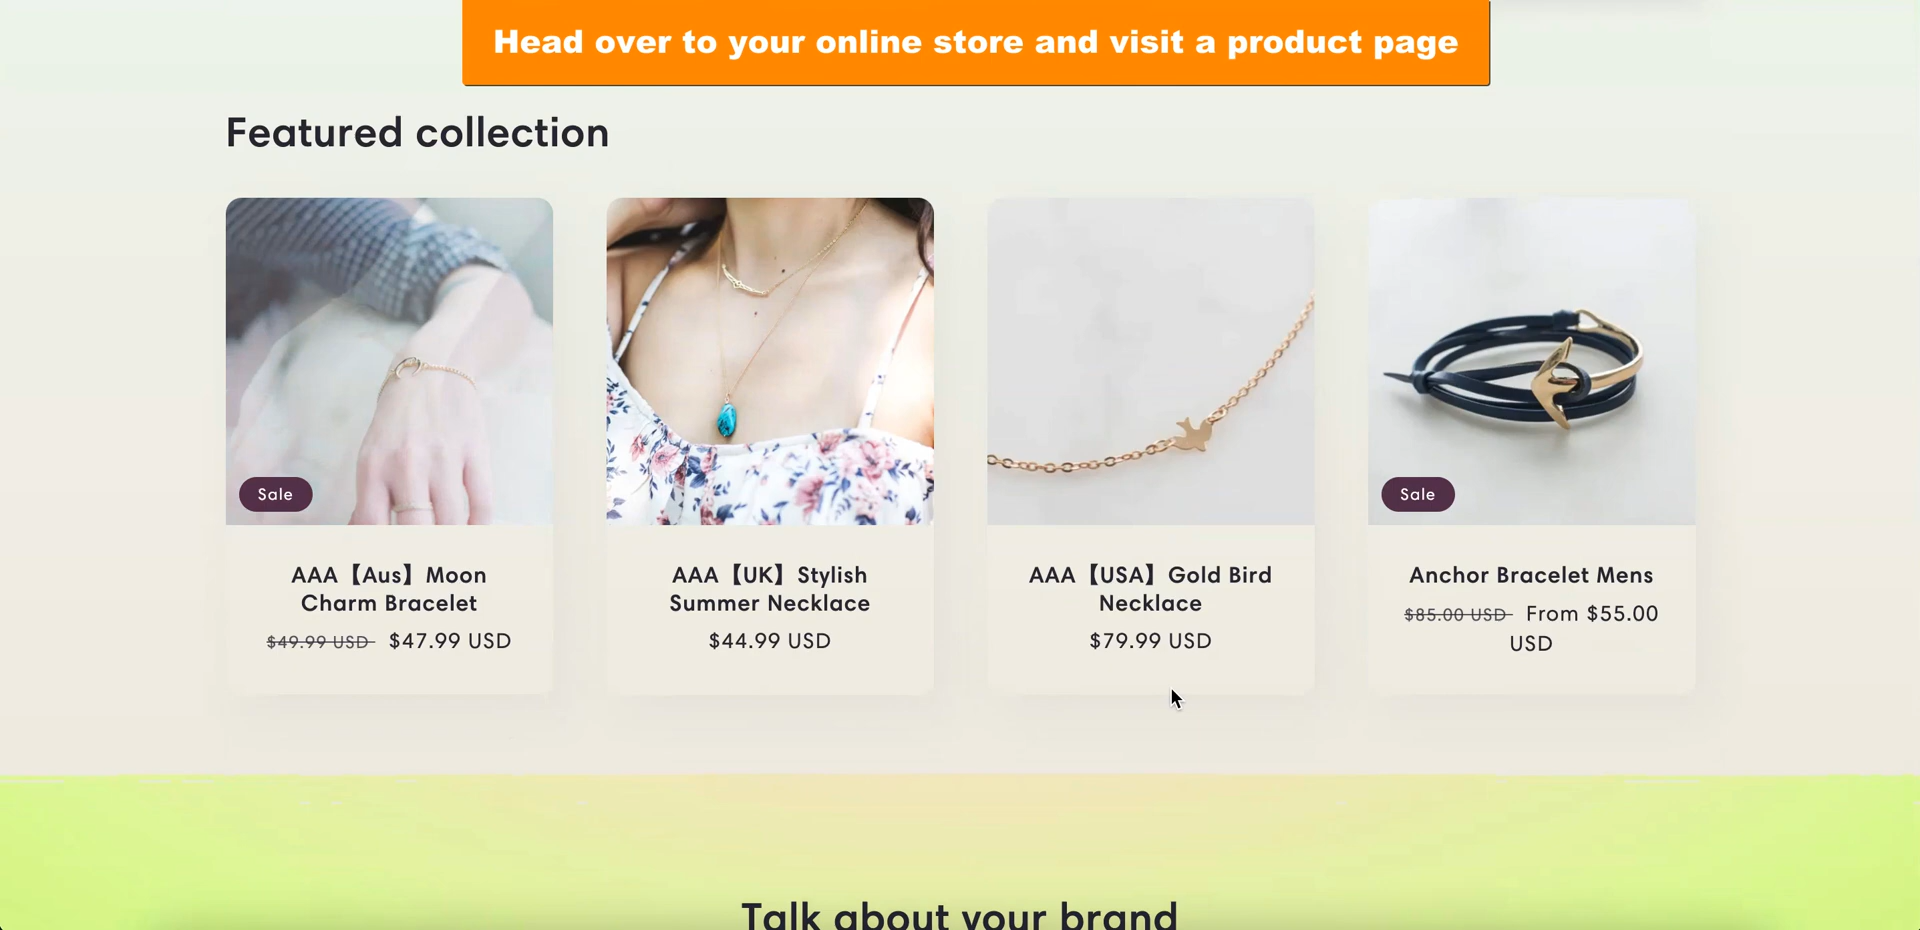 Head over to your online store and visit a product page
Featured collection
Sale
Sale
AAA【Aus】Moon
Charm Bracelet
$49.99 USD $47.99 USD
AAA【UK】Stylish
Summer Necklace
$44.99 USD
AAA【USA】Gold Bird
Necklace
$79.99 USD
Anchor Bracelet Mens
$85.00 USD From $55.00
USD
Talk about your brand